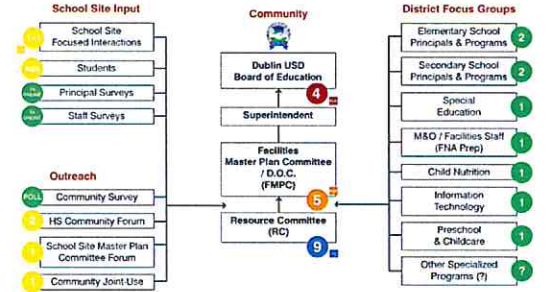 School Site Input
School Site
Focused Interactions
Students
Principal Surveys
Staff Surveys
Outreach
POLL
Community Survey
2
HS Community Forum
1
School Site Master Plan
Committee Forum
1
Community Joint-Use
Community
Dublin USD
Board of Education
4
Superintendent
Facilities
Master Plan Committee
/ D.O.C.
(FMPC)
5
Resource Committee
(RC)
9
District Focus Groups
Elementary School
Principals & Programs
2
Secondary School
Principals & Programs
2
Special
Education
1
M&O / Facilities Staff
(FNA Prep)
1
Child Nutrition
1
Information
Technology
1
Preschool
& Childcare
1
Other Specialized
Programs (?)
?